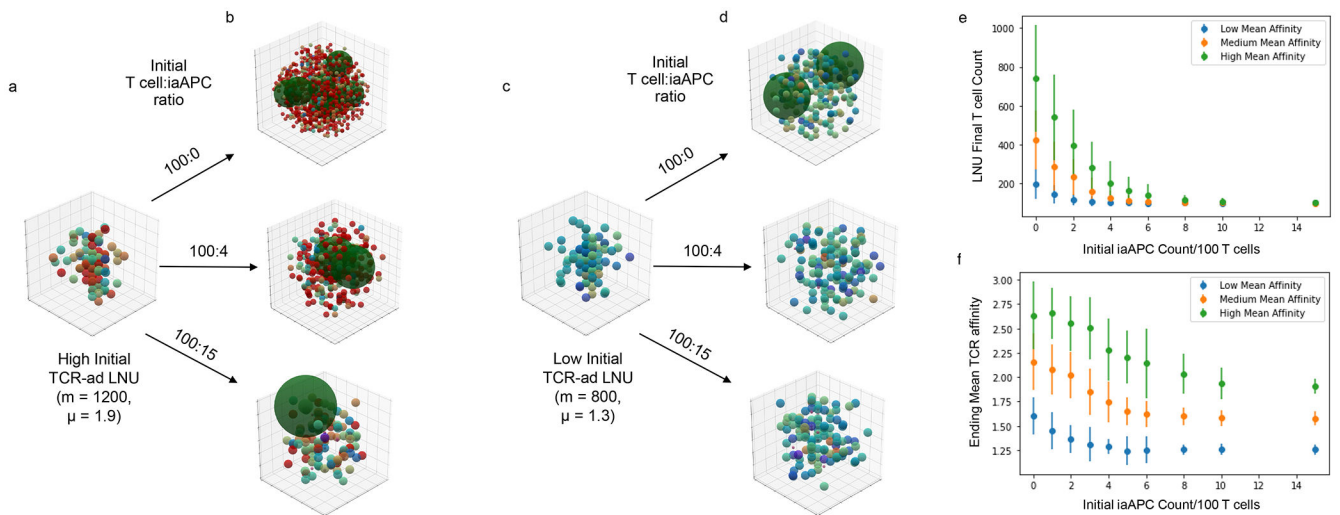 a
b
Initial
T cell:iaAPC
ratio
100:0
100:4
100:15
High Initial
TCR-ad LNU
(m = 1200,
μ = 1.9)
c
d
Initial
T cell:iaAPC
ratio
100:0
100:4
100:15
Low Initial
TCR-ad LNU
(m = 800,
μ = 1.3)
e
LNU Final T cell Count
1000
800
600
400
200
Low Mean Affinity
Medium Mean Affinity
High Mean Affinity
0 2 4 6 8 10 12 14
Initial iaAPC Count/100 T cells
f
Ending Mean TCR affinity
3.00
2.75
2.50
2.25
2.00
1.75
1.50
1.25
Low Mean Affinity
Medium Mean Affinity
High Mean Affinity
0 2 4 6 8 10 12 14
Initial iaAPC Count/100 T cells